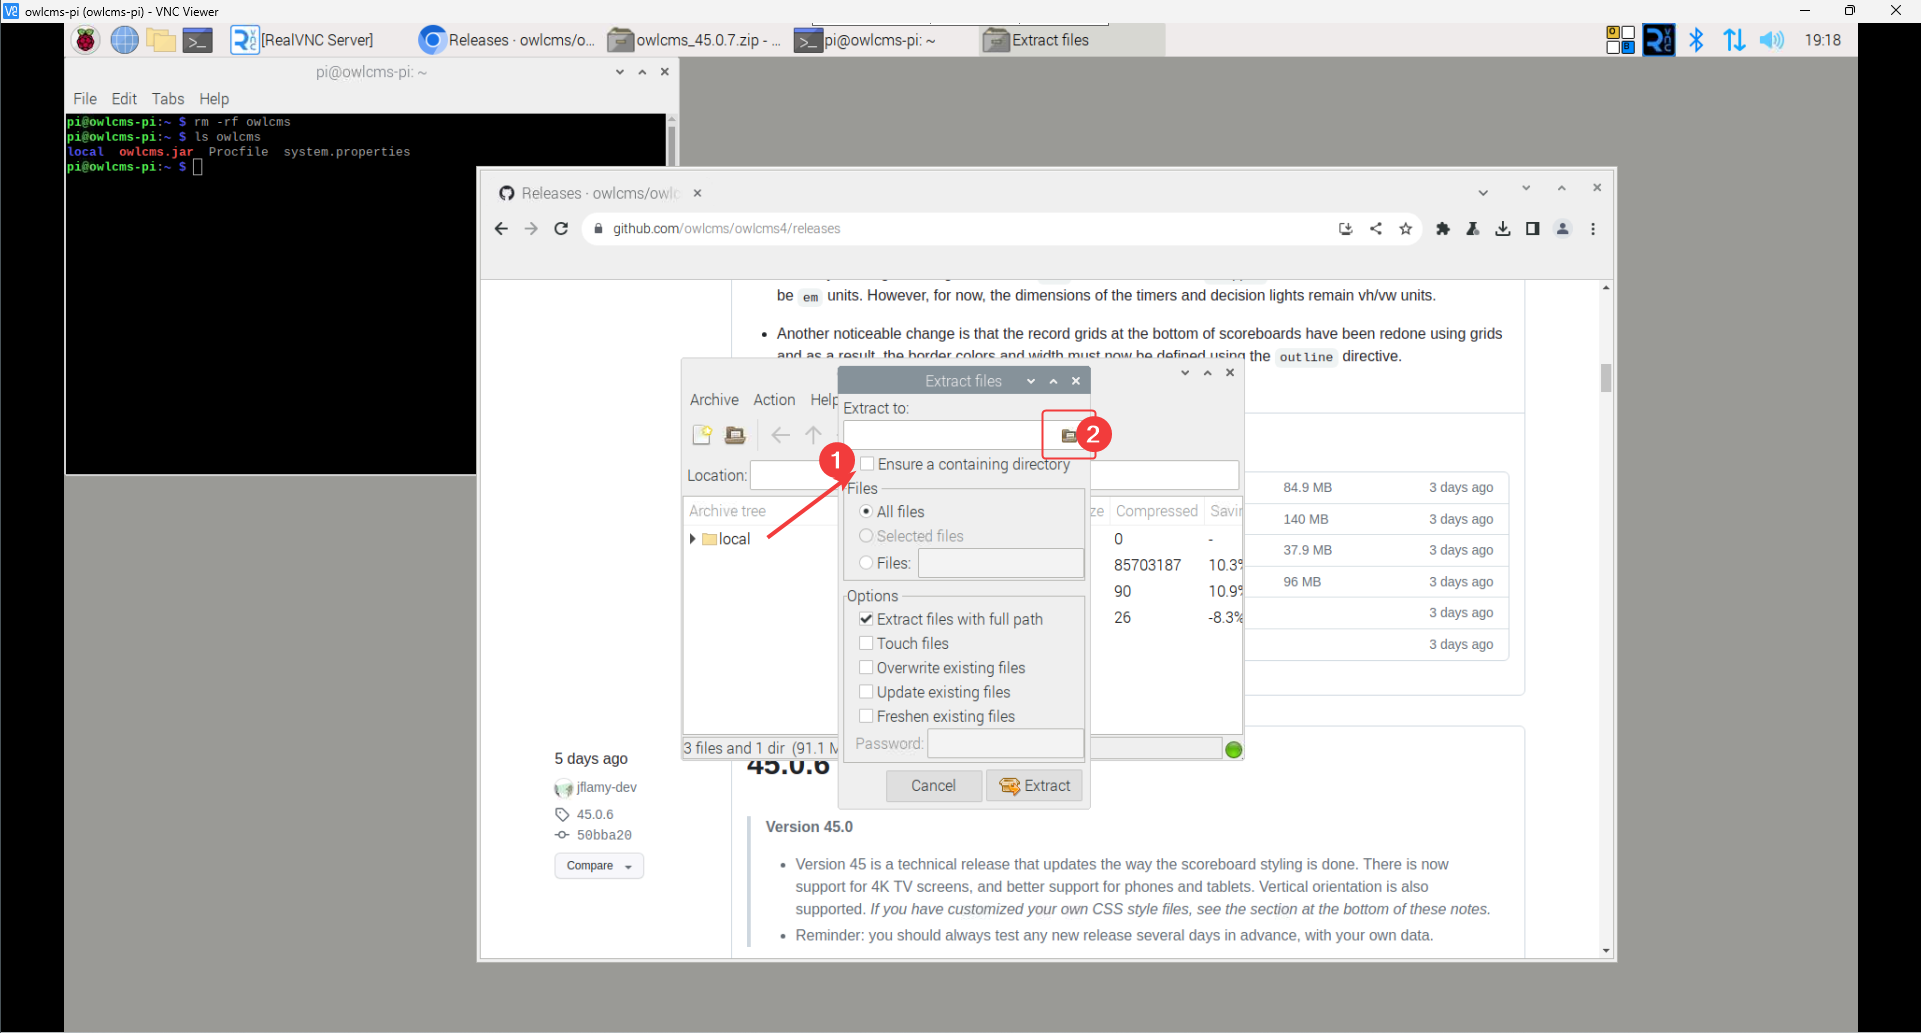 owlcms-pi (owlcms-pi) - VNC Viewer
[RealVNC Server]
Releases · owlcms/o...
owlcms_45.0.7.zip - ...
pi@owlcms-pi: ~
Extract files
19:18
pi@owlcms-pi: ~
File Edit Tabs Help
pi@owlcms-pi:~ $ rm -rf owlcms
pi@owlcms-pi:~ $ ls owlcms
local owlcms.jar Procfile system.properties
pi@owlcms-pi:~ $
Releases · owlcms/owlc
github.com/owlcms/owlcms4/releases
be em units. However, for now, the dimensions of the timers and decision lights remain vh/vw units.
• Another noticeable change is that the record grids at the bottom of scoreboards have been redone using grids
and as a result, the border colors and width must now be defined using the outline directive.
Archive Action Help
Location:
Archive tree
local
ze Compressed Savin
0 -
85703187 10.3%
90 10.9%
26 -8.3%
3 files and 1 dir (91.1 M
Extract files
Extract to:
2
1
Ensure a containing directory
Files
All files
Selected files
Files:
Options
Extract files with full path
Touch files
Overwrite existing files
Update existing files
Freshen existing files
Password:
Cancel
Extract
84.9 MB 3 days ago
140 MB 3 days ago
37.9 MB 3 days ago
96 MB 3 days ago
3 days ago
3 days ago
5 days ago
jflamy-dev
45.0.6
50bba20
Compare
45.0.6
Version 45.0
• Version 45 is a technical release that updates the way the scoreboard styling is done. There is now
support for 4K TV screens, and better support for phones and tablets. Vertical orientation is also
supported. If you have customized your own CSS style files, see the section at the bottom of these notes.
• Reminder: you should always test any new release several days in advance, with your own data.